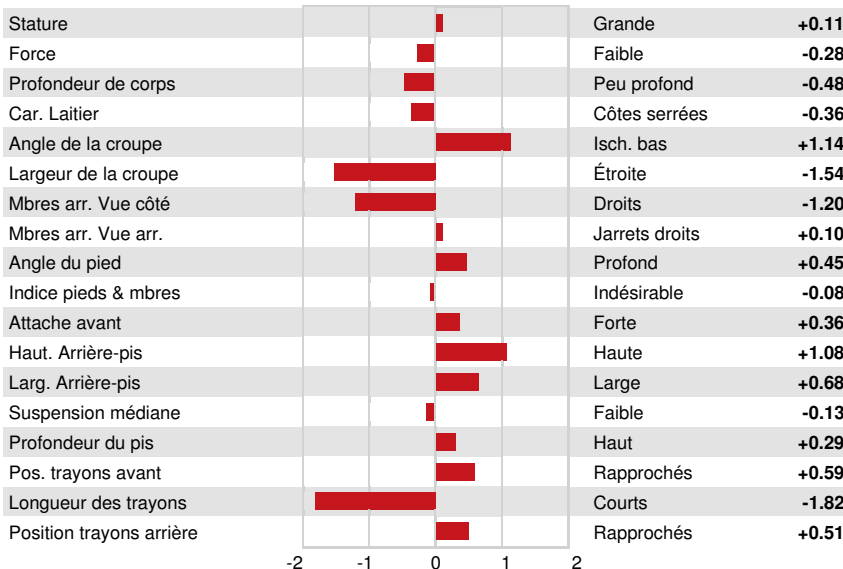 Stature Grande +0.11
Force Faible -0.28
Profondeur de corps Peu profond -0.48
Car. Laitier Côtes serrées -0.36
Angle de la croupe Isch. bas +1.14
Largeur de la croupe Étroite -1.54
Mbres arr. Vue côté Droits -1.20
Mbres arr. Vue arr. Jarrets droits +0.10
Angle du pied Profond +0.45
Indice pieds & mbres Indésirable -0.08
Attache avant Forte +0.36
Haut. Arrière-pis Haute +1.08
Larg. Arrière-pis Large +0.68
Suspension médiane Faible -0.13
Profondeur du pis Haut +0.29
Pos. trayons avant Rapprochés +0.59
Longueur des trayons Courts -1.82
Position trayons arrière Rapprochés +0.51
-2 -1 0 1 2